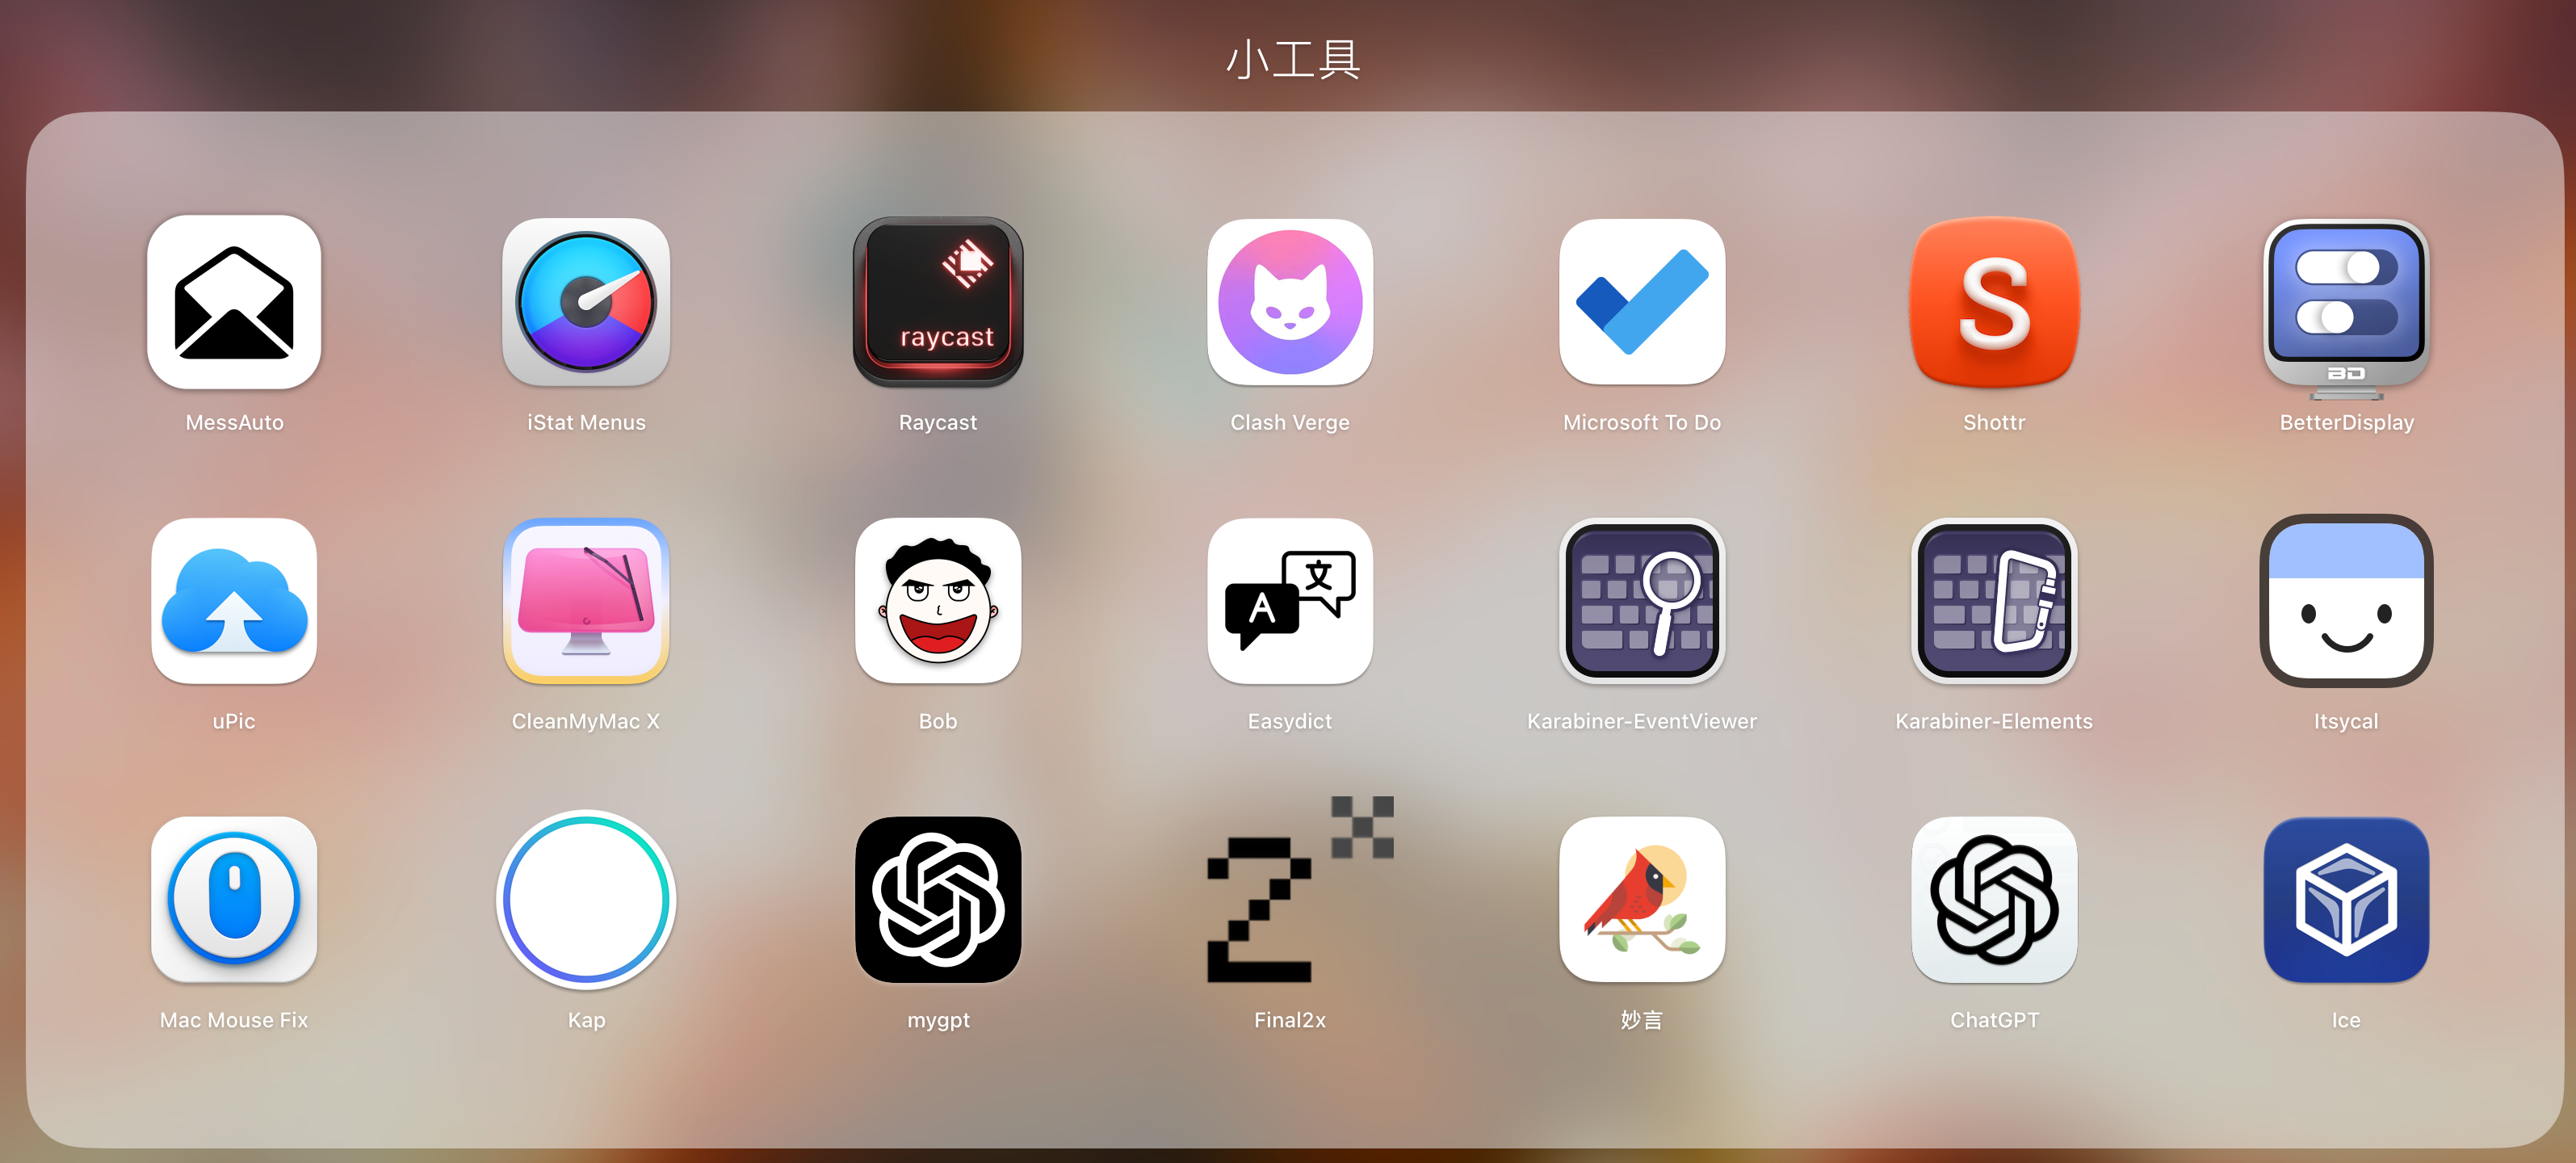 小工具
raycast
BD
MessAuto
iStat Menus
Raycast
Clash Verge
Microsoft To Do
Shottr
BetterDisplay
A 文
uPic
CleanMyMac X
Bob
Easydict
Karabiner-EventViewer
Karabiner-Elements
Itsycal
Mac Mouse Fix
Kap
mygpt
Final2x
妙言
ChatGPT
Ice